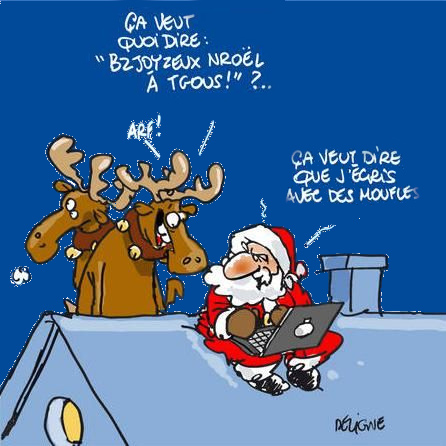 ÇA VEUT
QUOI DIRE :
"BZJOYZEUX NROËL
À TGOUS!" ?..
ARF!
ÇA VEUT DIRE
QUE J'ÉCRIS
AVEC DES MOUFLES
DELIGNE